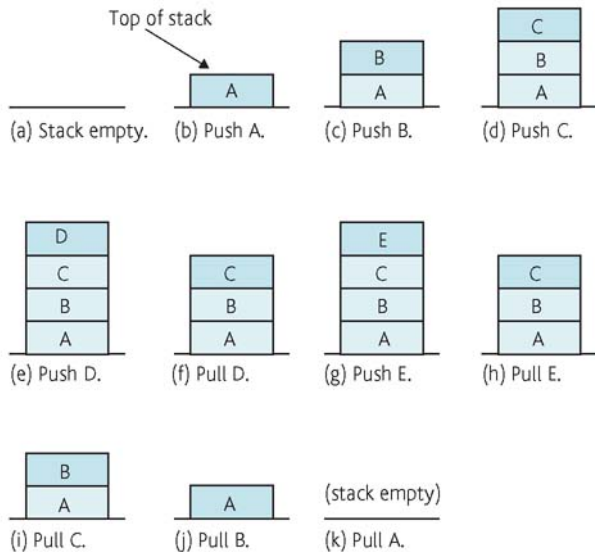 Top of stack
C
B
B
A
A
A
(a) Stack empty.
(b) Push A.
(c) Push B.
(d) Push C.
D
E
C
C
C
C
B
B
B
B
A
A
A
A
(e) Push D.
(f) Pull D.
(g) Push E.
(h) Pull E.
B
A
A
(stack empty)
(i) Pull C.
(j) Pull B.
(k) Pull A.